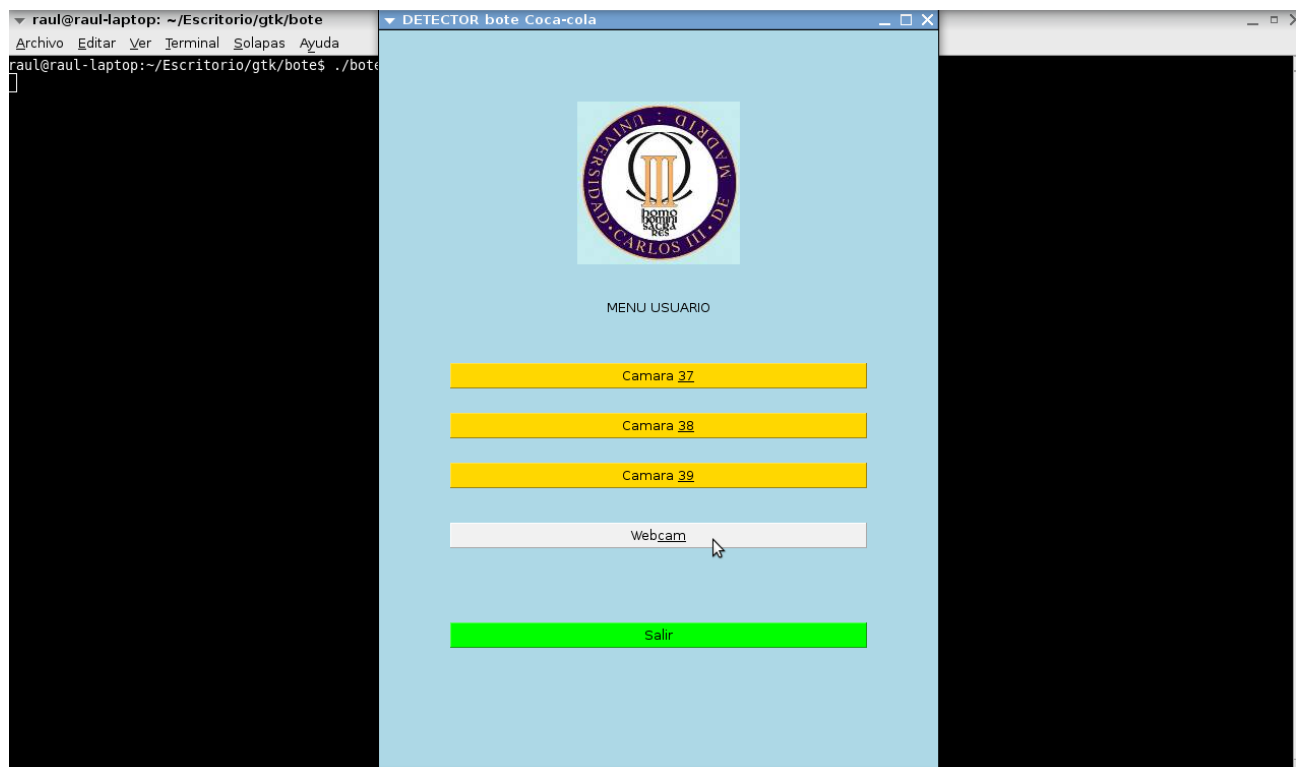 raul@raul-laptop: ~/Escritorio/gtk/bote
Archivo Editar Ver Terminal Solapas Ayuda
raul@raul-laptop:~/Escritorio/gtk/bote$ ./bote
DETECTOR bote Coca-cola
UNIVERSIDAD · CARLOS III · DE MADRID :
III
homo
homini
SACRA
RES
MENU USUARIO
Camara 37
Camara 38
Camara 39
Webcam
Salir